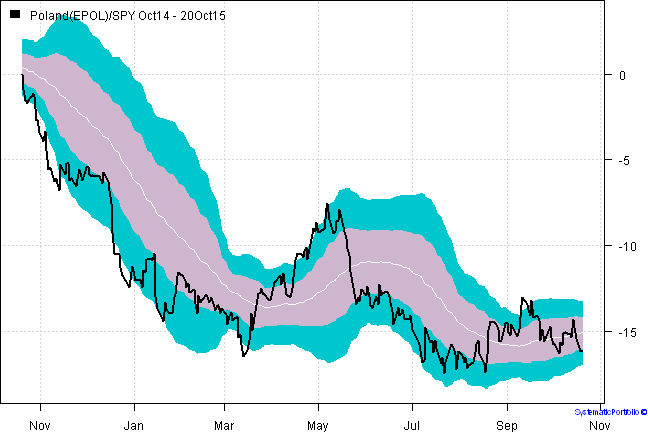 Poland(EPOL)/SPY Oct14 - 20Oct15
0
-5
-10
-15
Nov Jan Mar May Jul Sep Nov
SystematicPortfolio ©